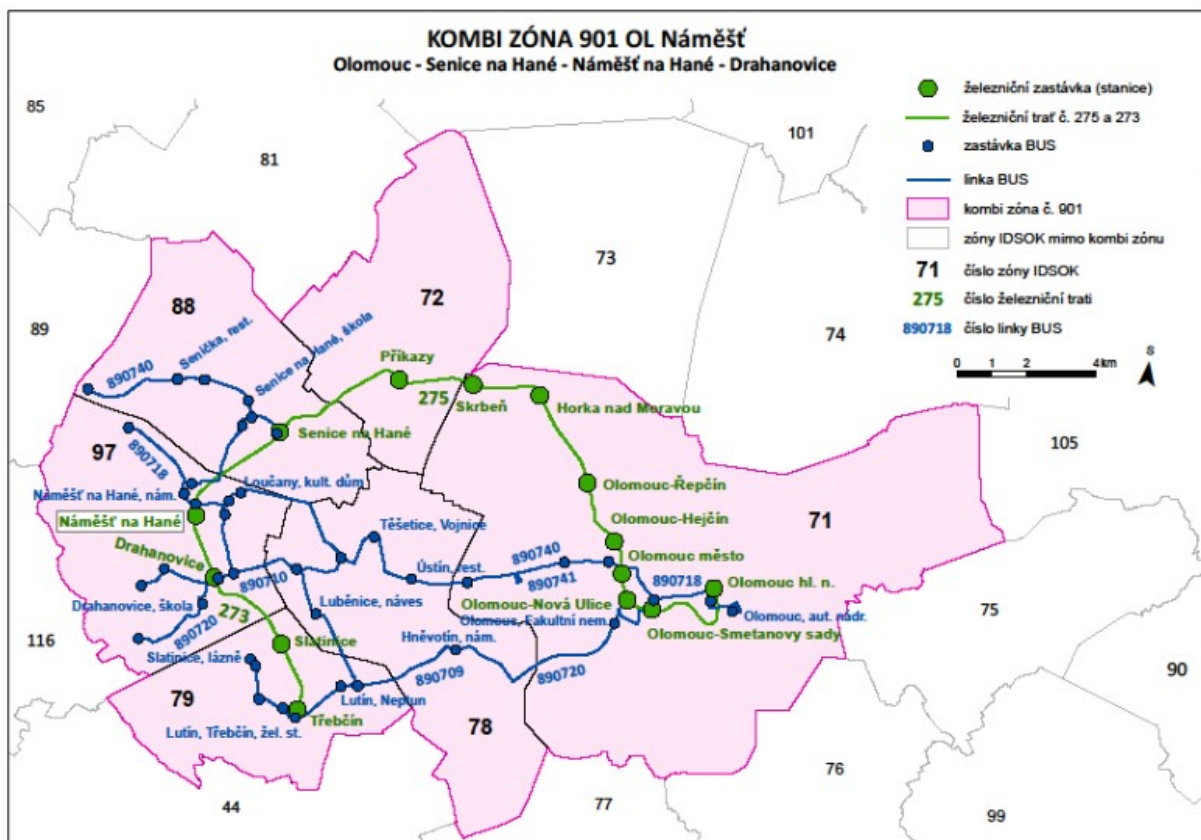 KOMBI ZÓNA 901 OL Náměšť
Olomouc - Senice na Hané - Náměšť na Hané - Drahanovice
železniční zastávka (stanice)
železniční trať č. 275 a 273
zastávka BUS
linka BUS
kombi zóna č. 901
zóny IDSOK mimo kombi zónu
71 číslo zóny IDSOK
275 číslo železniční trati
890718 číslo linky BUS
S
0 1 2 4 km
85
81
101
73
72
88
89
74
Senička, rest.
Senice na Hané, škola
890740
Příkazy
275
Skrbeň
Horka nad Moravou
Senice na Hané
97
890718
105
Loučany, kult. dům
Náměšť na Hané, nám.
Olomouc-Řepčín
Náměšť na Hané
Těšetice, Vojnice
Olomouc-Hejčín
71
Drahanovice
890710
Ústín, rest.
890740
890741
Olomouc město
890718
Olomouc hl. n.
Drahanovice, škola
Luběnice, náves
Olomouc-Nová Ulice
Olomouc, aut. nádr.
75
890720
273
Olomouc, Fakultní nem.
Olomouc-Smetanovy sady
116
Slatinice
Hněvotín, nám.
Slatinice, lázně
890709
890720
90
79
Lutín, Neptun
Třebčín
78
Lutín, Třebčín, žel. st.
76
44
77
99